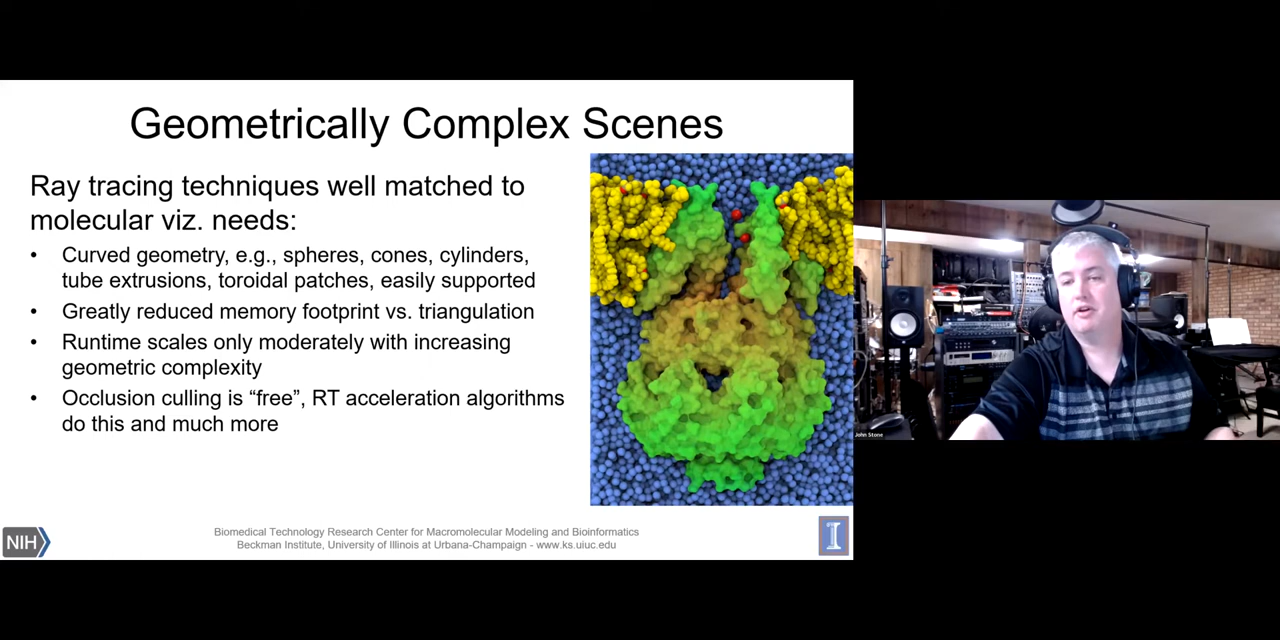 Geometrically Complex Scenes
Ray tracing techniques well matched to
molecular viz. needs:
• Curved geometry, e.g., spheres, cones, cylinders,
tube extrusions, toroidal patches, easily supported
• Greatly reduced memory footprint vs. triangulation
• Runtime scales only moderately with increasing
geometric complexity
• Occlusion culling is “free”, RT acceleration algorithms
do this and much more
NIH
Biomedical Technology Research Center for Macromolecular Modeling and Bioinformatics
Beckman Institute, University of Illinois at Urbana-Champaign - www.ks.uiuc.edu
I
John Stone